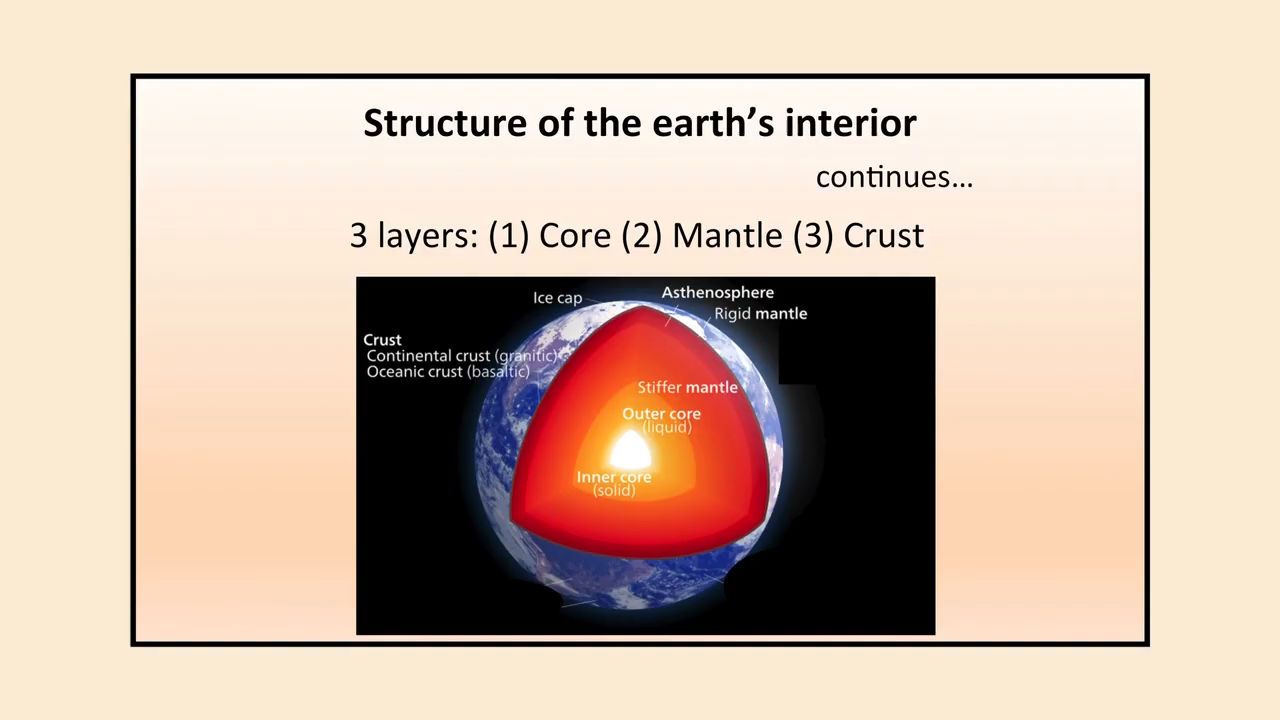 Structure of the earth’s interior
continues…
3 layers: (1) Core (2) Mantle (3) Crust
Ice cap
Asthenosphere
Rigid mantle
Crust
Continental crust (granitic)
Oceanic crust (basaltic)
Stiffer mantle
Outer core
(liquid)
Inner core
(solid)